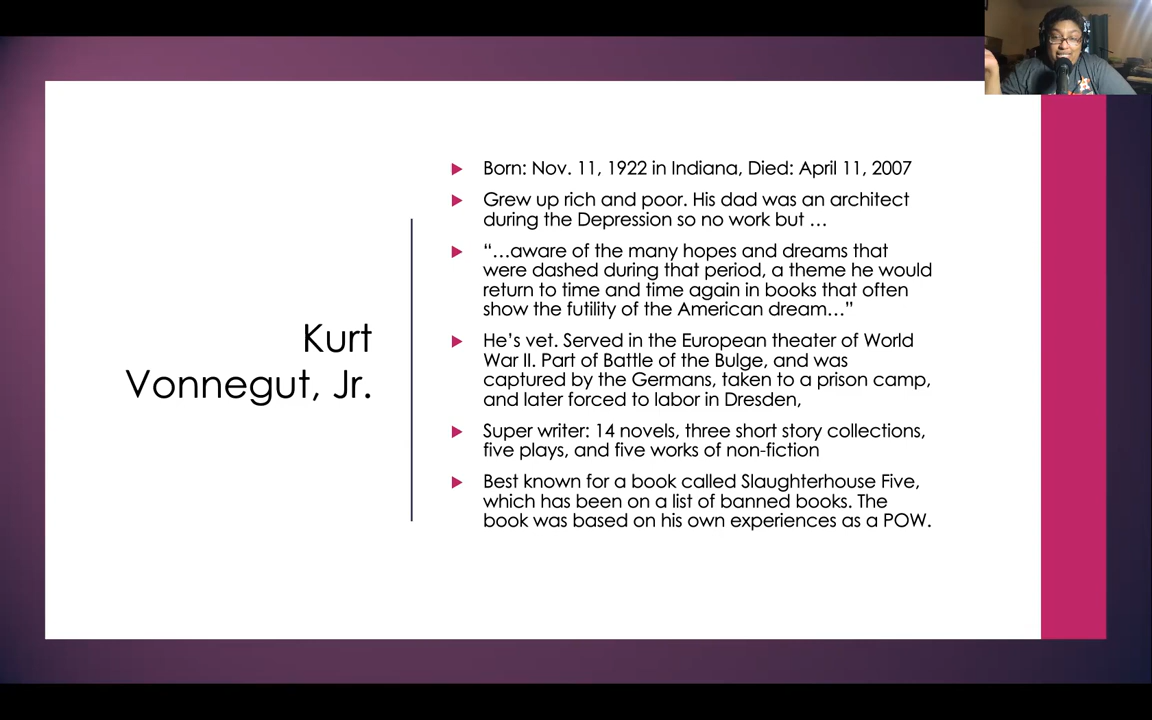 Kurt
Vonnegut, Jr.
Born: Nov. 11, 1922 in Indiana, Died: April 11, 2007
Grew up rich and poor. His dad was an architect
during the Depression so no work but …
“…aware of the many hopes and dreams that
were dashed during that period, a theme he would
return to time and time again in books that often
show the futility of the American dream…”
He’s vet. Served in the European theater of World
War II. Part of Battle of the Bulge, and was
captured by the Germans, taken to a prison camp,
and later forced to labor in Dresden,
Super writer: 14 novels, three short story collections,
five plays, and five works of non-fiction
Best known for a book called Slaughterhouse Five,
which has been on a list of banned books. The
book was based on his own experiences as a POW.